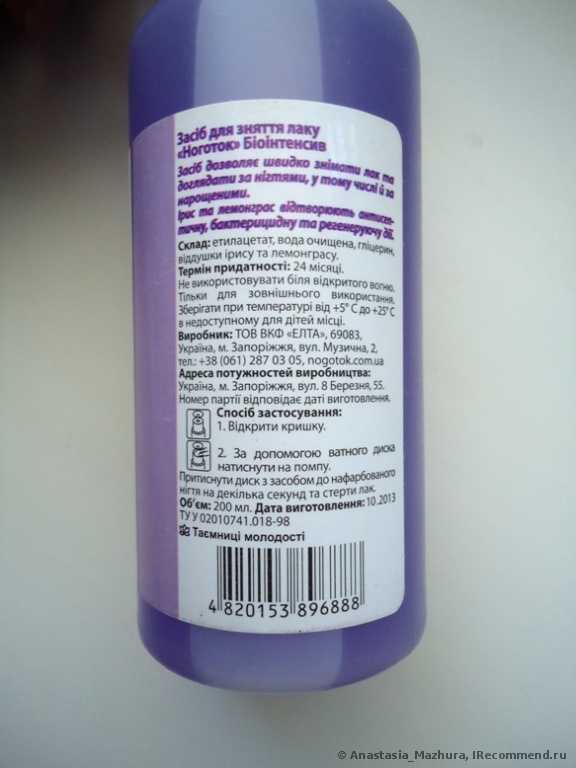 Засіб для зняття лаку
«Ноготок» Біоінтенсив
Засіб дозволяє швидко знімати лак та
доглядати за нігтями, у тому числі й за
нарощеними.
Ірис та лемонграс відтворюють антисеп-
тичну, бактерицидну та регенеруючу дії.
Склад: етилацетат, вода очищена, гліцерин,
віддушки ірису та лемонграсу.
Термін придатності: 24 місяці.
Не використовувати біля відкритого вогню.
Тільки для зовнішнього використання.
Зберігати при температурі від +5° С до +25° С
в недоступному для дітей місці.
Виробник: ТОВ ВКФ «ЕЛТА», 69083,
Україна, м. Запоріжжя, вул. Музична, 2,
тел.: +38 (061) 287 03 05, nogotok.com.ua
Адреса потужностей виробництва:
Україна, м. Запоріжжя, вул. 8 Березня, 55.
Номер партії відповідає даті виготовлення.
Спосіб застосування:
1. Відкрити кришку.
2. За допомогою ватного диска
натиснути на помпу.
Притиснути диск з засобом до нафарбованого
нігтя на декілька секунд та стерти лак.
Об'єм: 200 мл. Дата виготовлення: 10.2013
ТУ У 02010741.018-98
Таємниці молодості
4 820153 896888
© Anastasia_Mazhura, IRecommend.ru